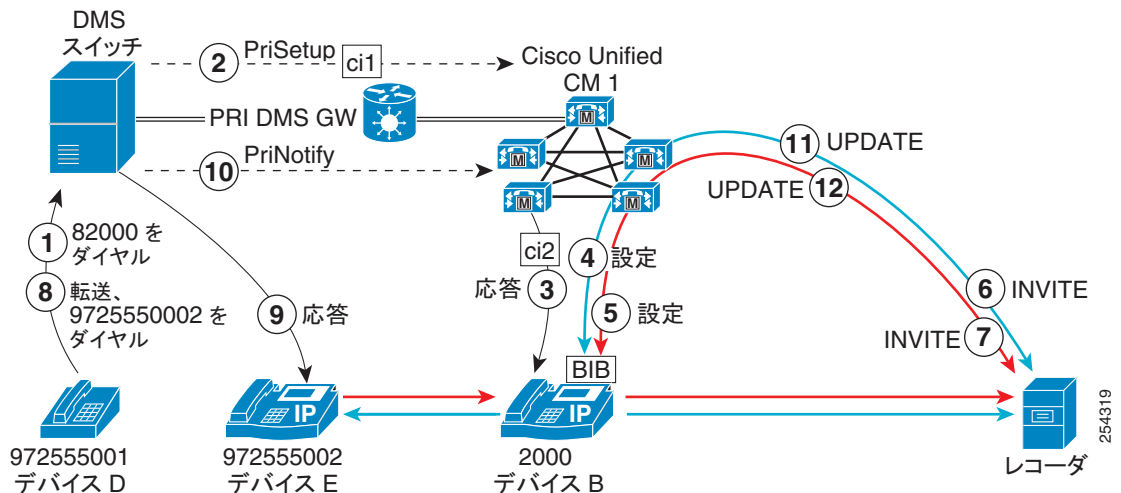 DMS
スイッチ
2
PriSetup
ci1
Cisco Unified
CM 1
M
PRI DMS GW
M
M
10
PriNotify
11
UPDATE
UPDATE
12
M
M
1
82000 を
ダイヤル
ci2
4
設定
8
転送、
9725550002 を
ダイヤル
9
応答
応答
3
5
設定
6
INVITE
INVITE
7
BIB
IP
IP
972555001
デバイス D
972555002
デバイス E
2000
デバイス B
レコーダ
254319